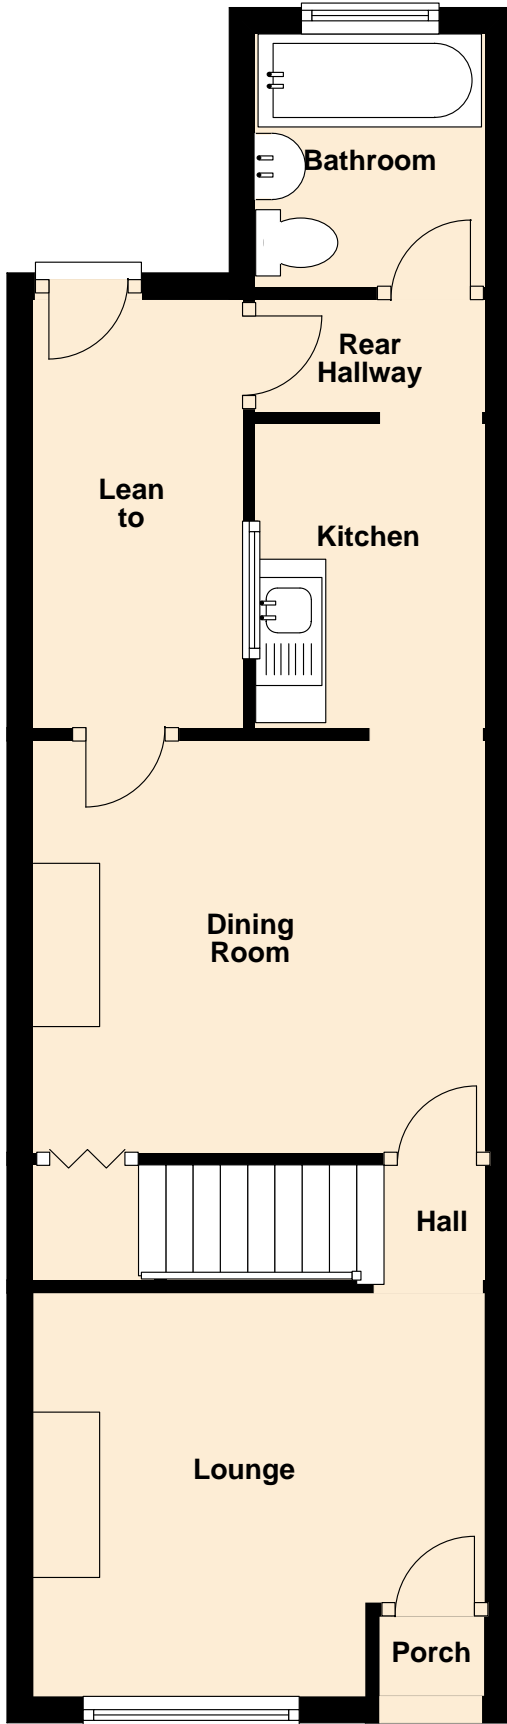 Bathroom
Rear
Hallway
Lean
to
Kitchen
Dining
Room
Hall
Lounge
Porch